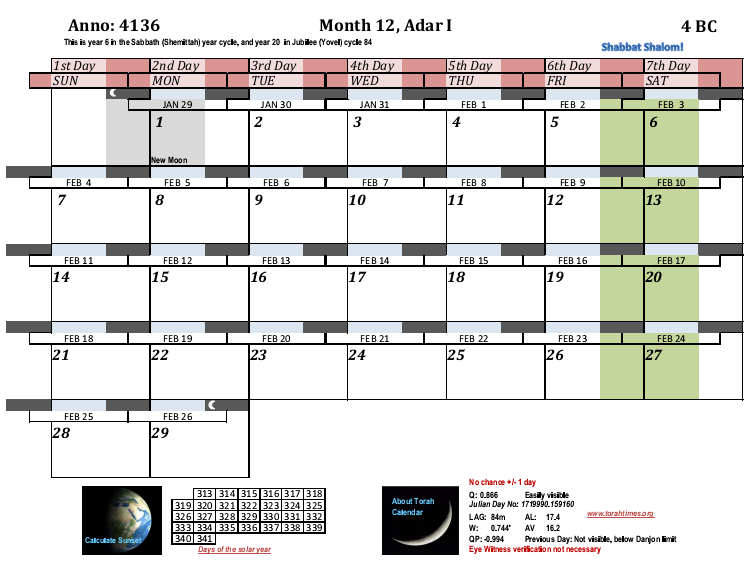 Anno: 4136 Month 12, Adar I 4 BC
This is year 6 in the Sabbath (Shemittah) year cycle, and year 20 in Jubilee (Yovel) cycle 84
Shabbat Shalom!
1st Day 2nd Day 3rd Day 4th Day 5th Day 6th Day 7th Day
SUN MON TUE WED THU FRI SAT
JAN 29 JAN 30 JAN 31 FEB 1 FEB 2 FEB 3
1 2 3 4 5 6
New Moon
FEB 4 FEB 5 FEB 6 FEB 7 FEB 8 FEB 9 FEB 10
7 8 9 10 11 12 13
FEB 11 FEB 12 FEB 13 FEB 14 FEB 15 FEB 16 FEB 17
14 15 16 17 18 19 20
FEB 18 FEB 19 FEB 20 FEB 21 FEB 22 FEB 23 FEB 24
21 22 23 24 25 26 27
FEB 25 FEB 26
28 29
Calculate Sunset
313 314 315 316 317 318
319 320 321 322 323 324 325
326 327 328 329 330 331 332
333 334 335 336 337 338 339
340 341
Days of the solar year
About Torah
Calendar
No chance +/- 1 day
Q: 0.866 Easily visible
Julian Day No: 1719990.159160
LAG: 84m AL: 17.4
www.torahtimes.org
W: 0.744' AV 16.2
QP: -0.994 Previous Day: Not visible, below Danjon limit
Eye Witness verification not necessary